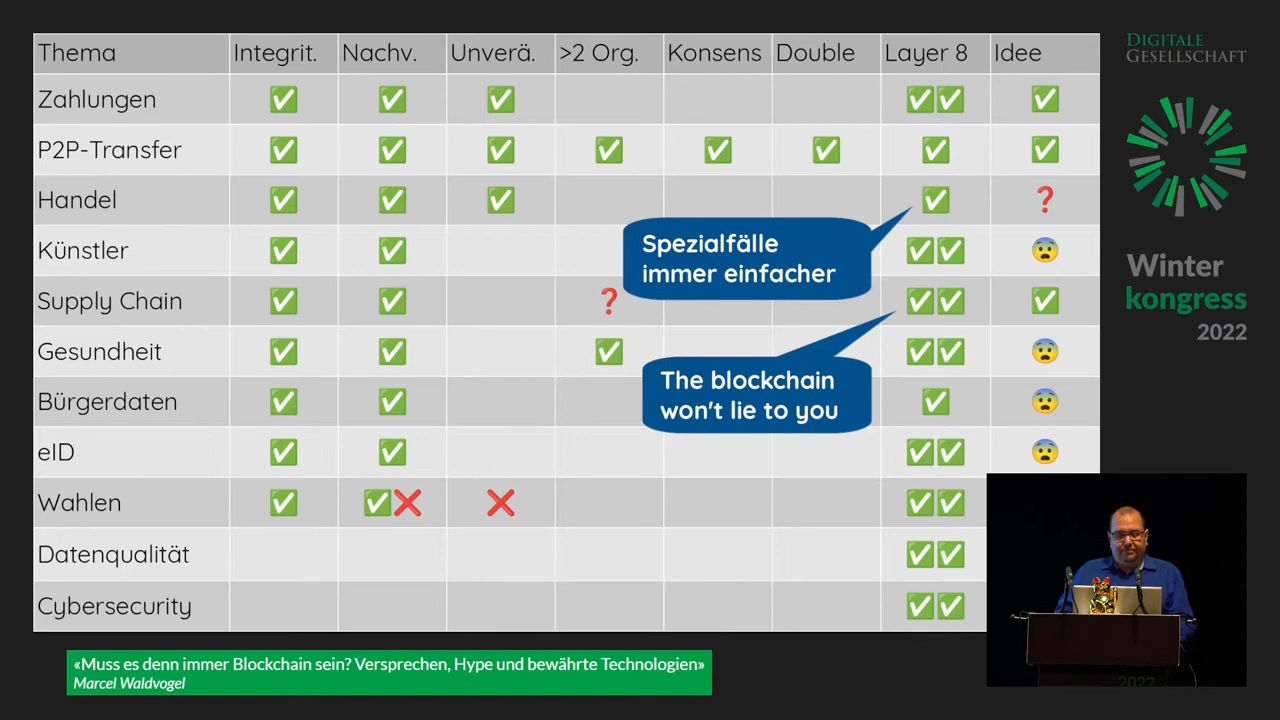 Thema Integrit. Nachv. Unverä. >2 Org. Konsens Double Layer 8 Idee
Zahlungen ✅ ✅ ✅ ✅✅ ✅
P2P-Transfer ✅ ✅ ✅ ✅ ✅ ✅ ✅ ✅
Handel ✅ ✅ ✅ ✅ ❓
Künstler ✅ ✅ ✅✅ 😨
Supply Chain ✅ ✅ ❓ ✅✅ ✅
Gesundheit ✅ ✅ ✅ ✅✅ 😨
Bürgerdaten ✅ ✅ ✅ 😨
eID ✅ ✅ ✅✅ 😨
Wahlen ✅ ✅❌ ❌ ✅✅
Datenqualität ✅✅
Cybersecurity ✅✅
Spezialfälle
immer einfacher
The blockchain
won't lie to you
DIGITALE
GESELLSCHAFT
Winter
kongress
2022
2022
«Muss es denn immer Blockchain sein? Versprechen, Hype und bewährte Technologien»
Marcel Waldvogel